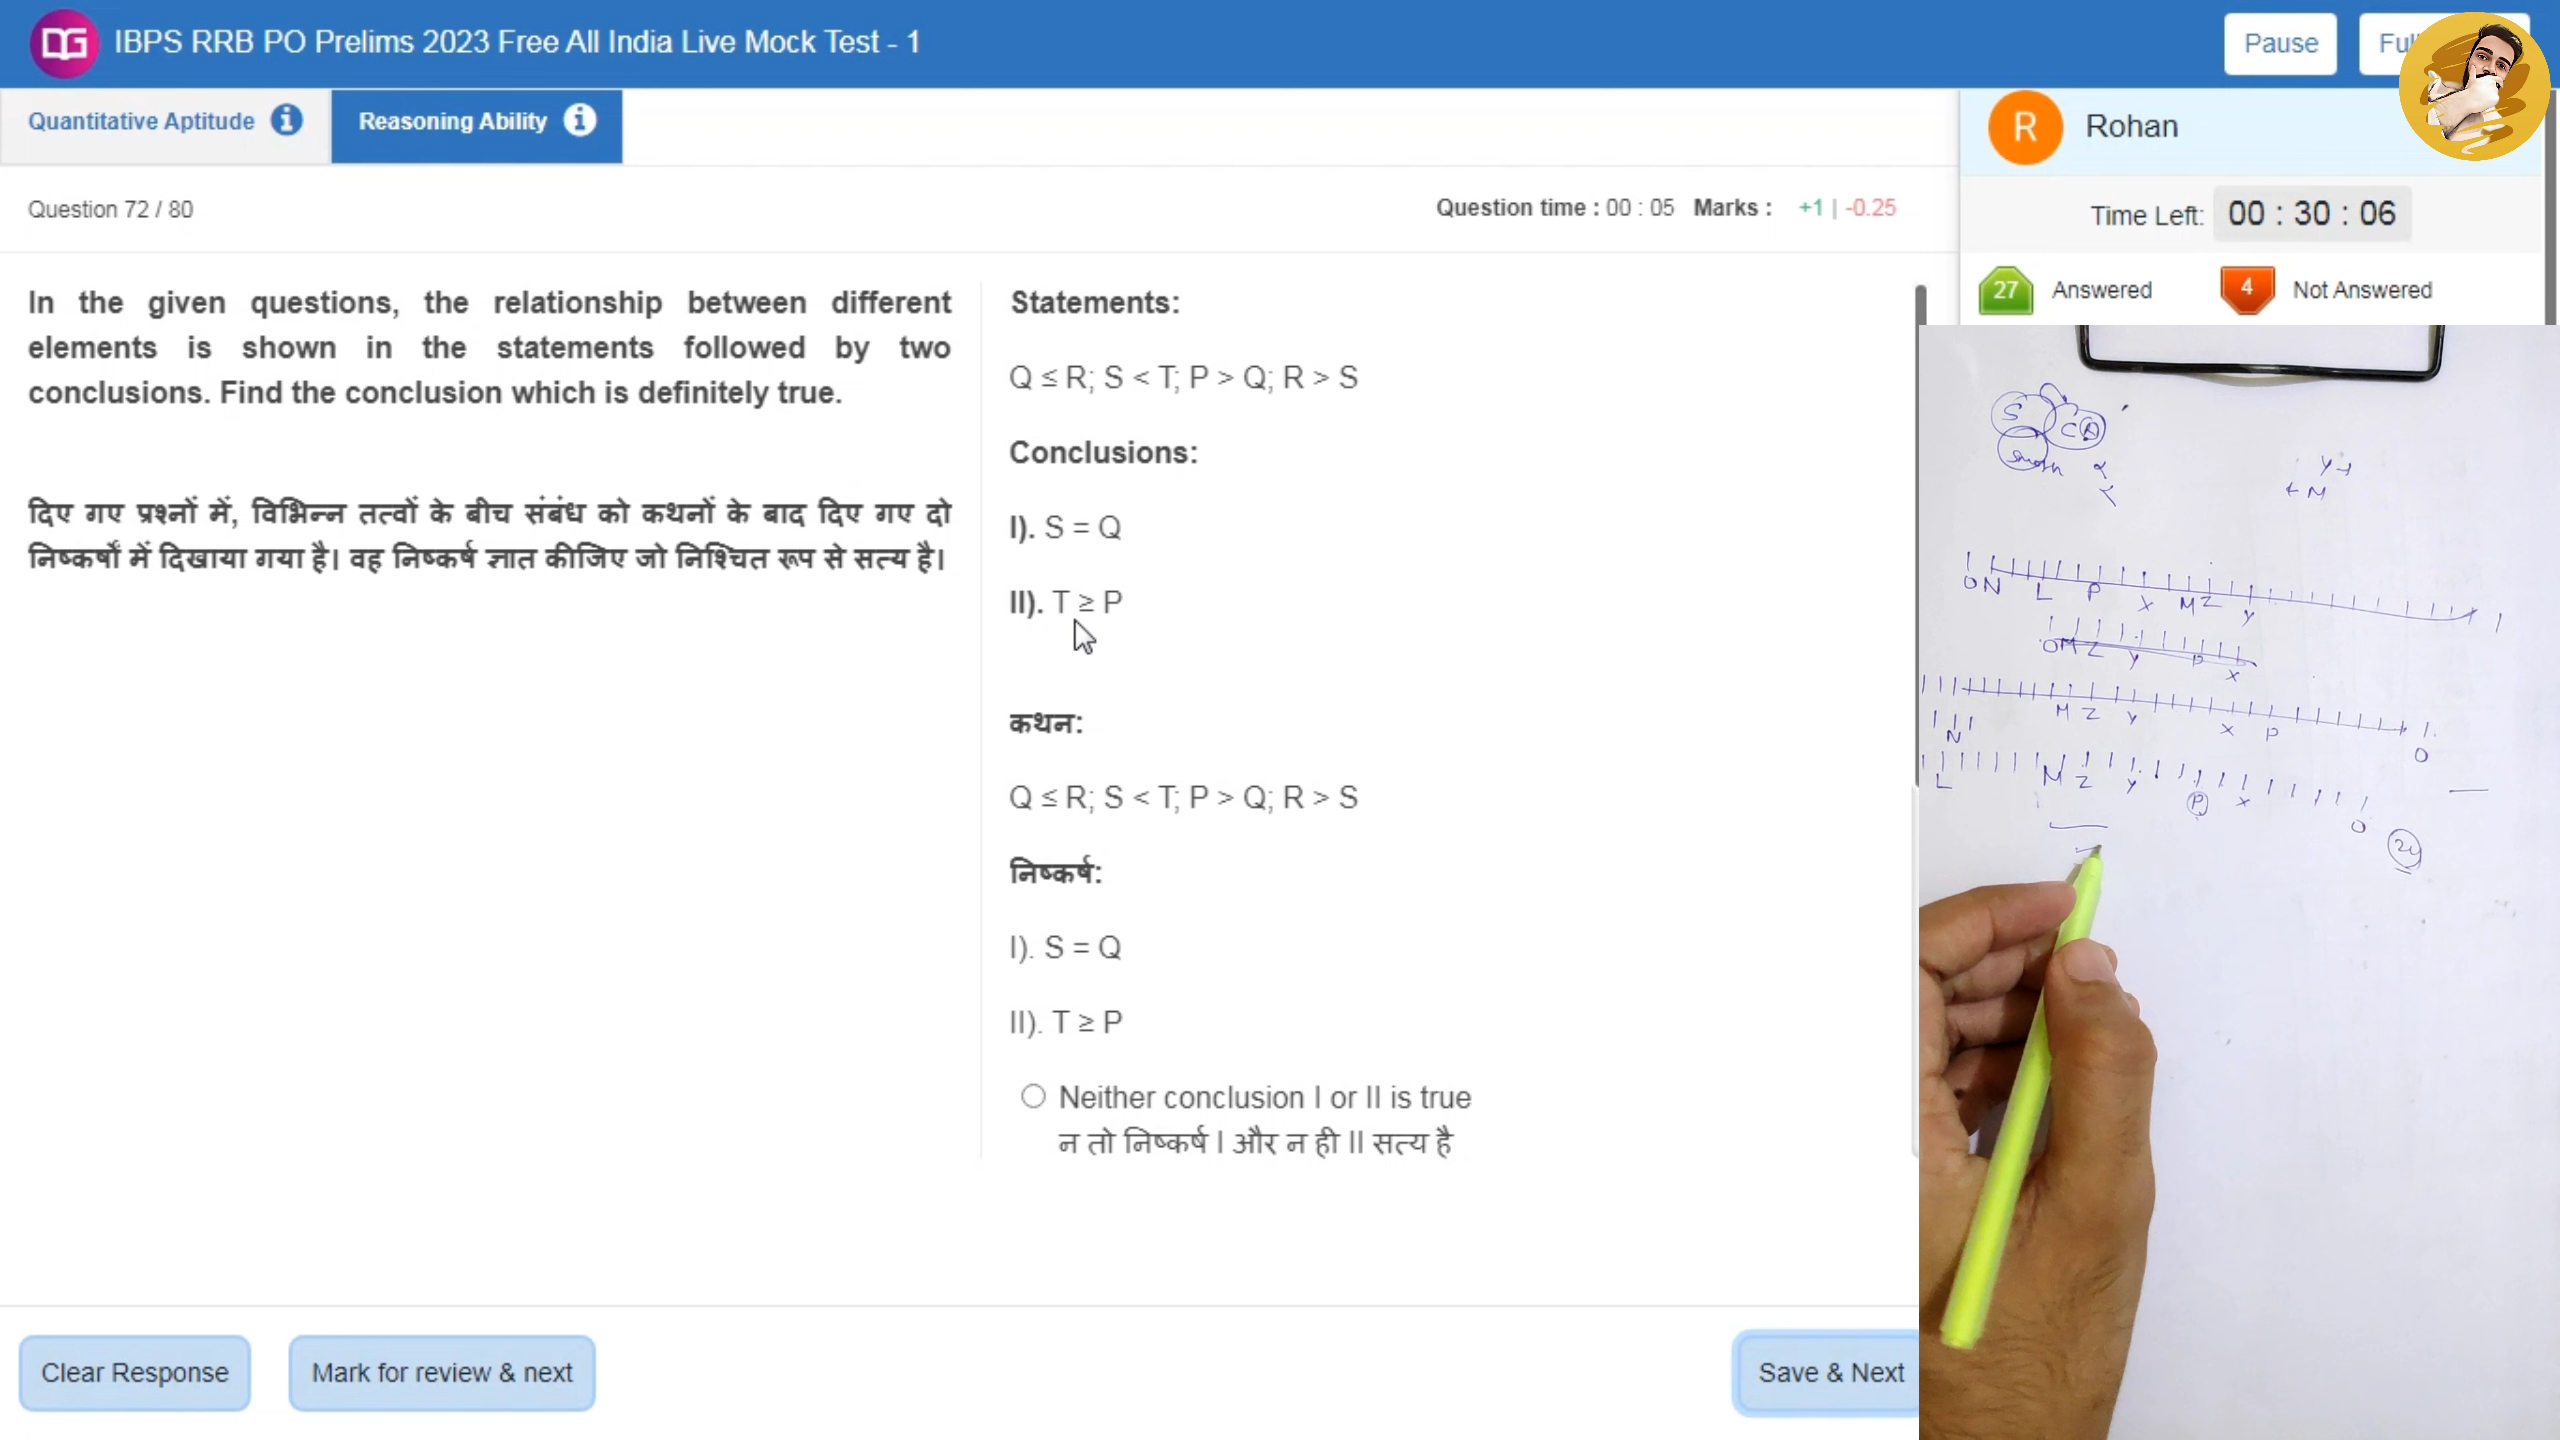 DG IBPS RRB PO Prelims 2023 Free All India Live Mock Test - 1
Pause
Quantitative Aptitude
Reasoning Ability
R Rohan
Question 72 / 80
Question time : 00 : 05 Marks : +1 | -0.25
Time Left: 00 : 30 : 06
27 Answered 4 Not Answered
In the given questions, the relationship between different
elements is shown in the statements followed by two
conclusions. Find the conclusion which is definitely true.
दिए गए प्रश्नों में, विभिन्न तत्वों के बीच संबंध को कथनों के बाद दिए गए दो
निष्कर्षों में दिखाया गया है। वह निष्कर्ष ज्ञात कीजिए जो निश्चित रूप से सत्य है।
Statements:
Q ≤ R; S < T; P > Q; R > S
Conclusions:
I). S = Q
II). T ≥ P
कथन:
Q ≤ R; S < T; P > Q; R > S
निष्कर्ष:
I). S = Q
II). T ≥ P
Neither conclusion I or II is true
न तो निष्कर्ष I और न ही II सत्य है
Clear Response
Mark for review & next
Save & Next
S C A
Y
M
O N L P X M Z Y
O M Z Y P X
M Z Y X P O
N
L M Z Y P X O